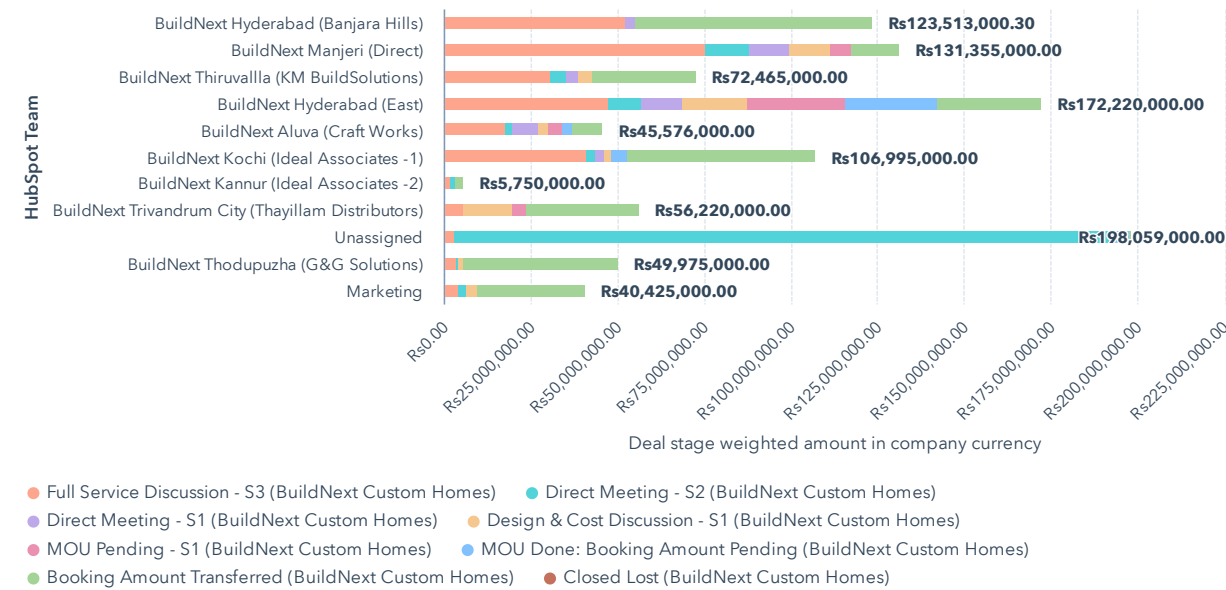 HubSpot Team
BuildNext Hyderabad (Banjara Hills) Rs123,513,000.30
BuildNext Manjeri (Direct) Rs131,355,000.00
BuildNext Thiruvallla (KM BuildSolutions) Rs72,465,000.00
BuildNext Hyderabad (East) Rs172,220,000.00
BuildNext Aluva (Craft Works) Rs45,576,000.00
BuildNext Kochi (Ideal Associates -1) Rs106,995,000.00
BuildNext Kannur (Ideal Associates -2) Rs5,750,000.00
BuildNext Trivandrum City (Thayillam Distributors) Rs56,220,000.00
Unassigned Rs198,059,000.00
BuildNext Thodupuzha (G&G Solutions) Rs49,975,000.00
Marketing Rs40,425,000.00
Rs0.00 Rs25,000,000.00 Rs50,000,000.00 Rs75,000,000.00 Rs100,000,000.00 Rs125,000,000.00 Rs150,000,000.00 Rs175,000,000.00 Rs200,000,000.00 Rs225,000,000.00
Deal stage weighted amount in company currency
Full Service Discussion - S3 (BuildNext Custom Homes) Direct Meeting - S2 (BuildNext Custom Homes)
Direct Meeting - S1 (BuildNext Custom Homes) Design & Cost Discussion - S1 (BuildNext Custom Homes)
MOU Pending - S1 (BuildNext Custom Homes) MOU Done: Booking Amount Pending (BuildNext Custom Homes)
Booking Amount Transferred (BuildNext Custom Homes) Closed Lost (BuildNext Custom Homes)